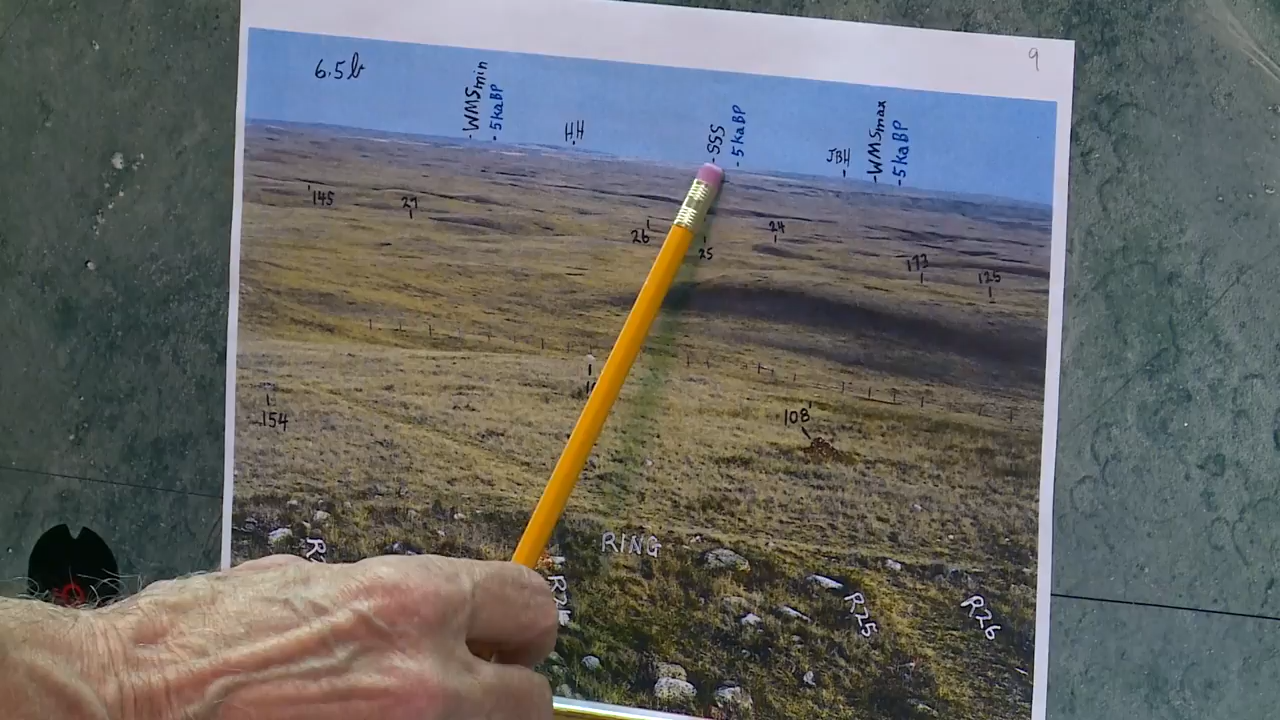 9
6.5b
-WMSmin
-5kaBP
H.H
-SSS
-5kaBP
JBH
-WMSmax
-5kaBP
145
27
26
25
24
173
125
154
108
RING
R25
R26